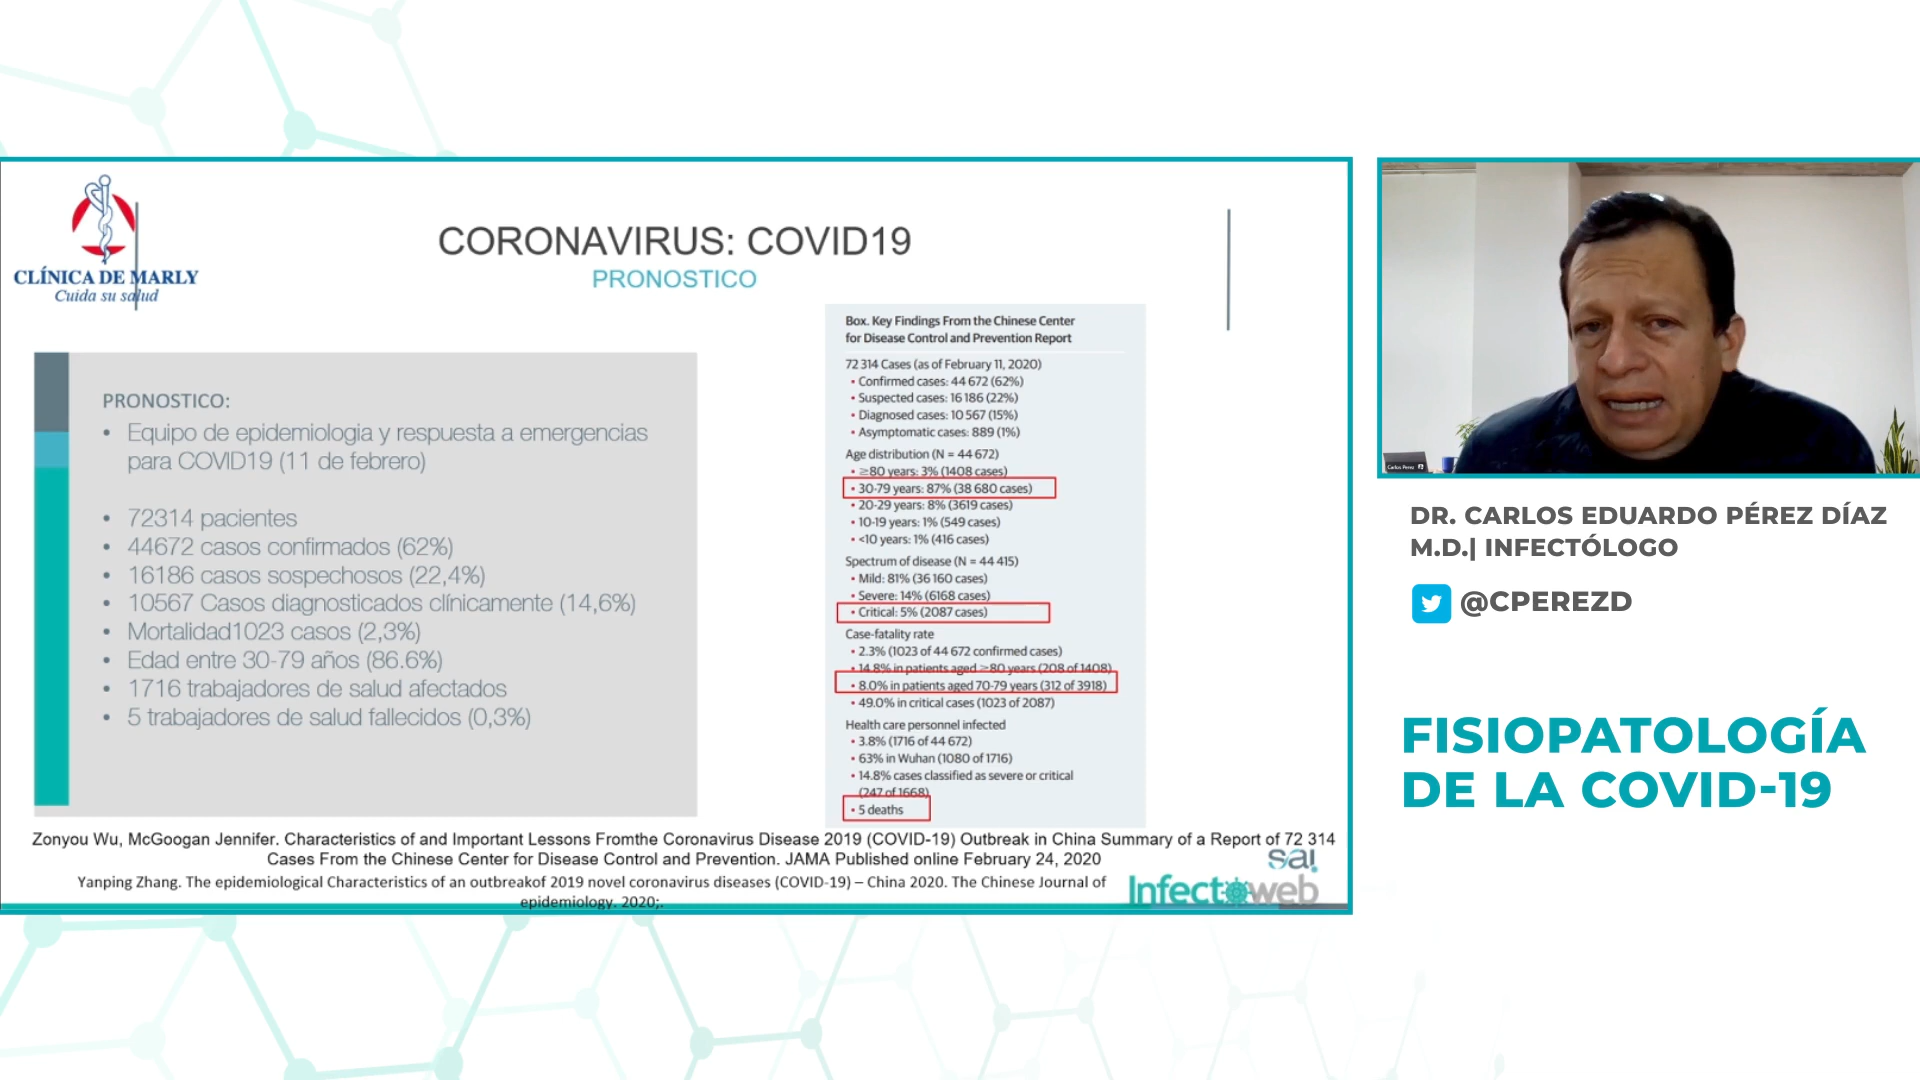 CLÍNICA DE MARLY
Cuida su salud
CORONAVIRUS: COVID19
PRONOSTICO
PRONOSTICO:
• Equipo de epidemiologia y respuesta a emergencias
para COVID19 (11 de febrero)
• 72314 pacientes
• 44672 casos confirmados (62%)
• 16186 casos sospechosos (22,4%)
• 10567 Casos diagnosticados clínicamente (14,6%)
• Mortalidad1023 casos (2,3%)
• Edad entre 30-79 años (86.6%)
• 1716 trabajadores de salud afectados
• 5 trabajadores de salud fallecidos (0,3%)
Box. Key Findings From the Chinese Center
for Disease Control and Prevention Report
72 314 Cases (as of February 11, 2020)
• Confirmed cases: 44 672 (62%)
• Suspected cases: 16 186 (22%)
• Diagnosed cases: 10 567 (15%)
• Asymptomatic cases: 889 (1%)
Age distribution (N = 44 672)
• ≥80 years: 3% (1408 cases)
• 30-79 years: 87% (38 680 cases)
• 20-29 years: 8% (3619 cases)
• 10-19 years: 1% (549 cases)
• <10 years: 1% (416 cases)
Spectrum of disease (N = 44 415)
• Mild: 81% (36 160 cases)
• Severe: 14% (6168 cases)
• Critical: 5% (2087 cases)
Case-fatality rate
• 2.3% (1023 of 44 672 confirmed cases)
• 14.8% in patients aged ≥80 years (208 of 1408)
• 8.0% in patients aged 70-79 years (312 of 3918)
• 49.0% in critical cases (1023 of 2087)
Health care personnel infected
• 3.8% (1716 of 44 672)
• 63% in Wuhan (1080 of 1716)
• 14.8% cases classified as severe or critical
(247 of 1668)
• 5 deaths
Zonyou Wu, McGoogan Jennifer. Characteristics of and Important Lessons Fromthe Coronavirus Disease 2019 (COVID-19) Outbreak in China Summary of a Report of 72 314
Cases From the Chinese Center for Disease Control and Prevention. JAMA Published online February 24, 2020
Yanping Zhang. The epidemiological Characteristics of an outbreakof 2019 novel coronavirus diseases (COVID-19) – China 2020. The Chinese Journal of
epidemiology. 2020;.
sai
Infectoweb
Carlos Perez
DR. CARLOS EDUARDO PÉREZ DÍAZ
M.D.| INFECTÓLOGO
@CPEREZD
FISIOPATOLOGÍA
DE LA COVID-19